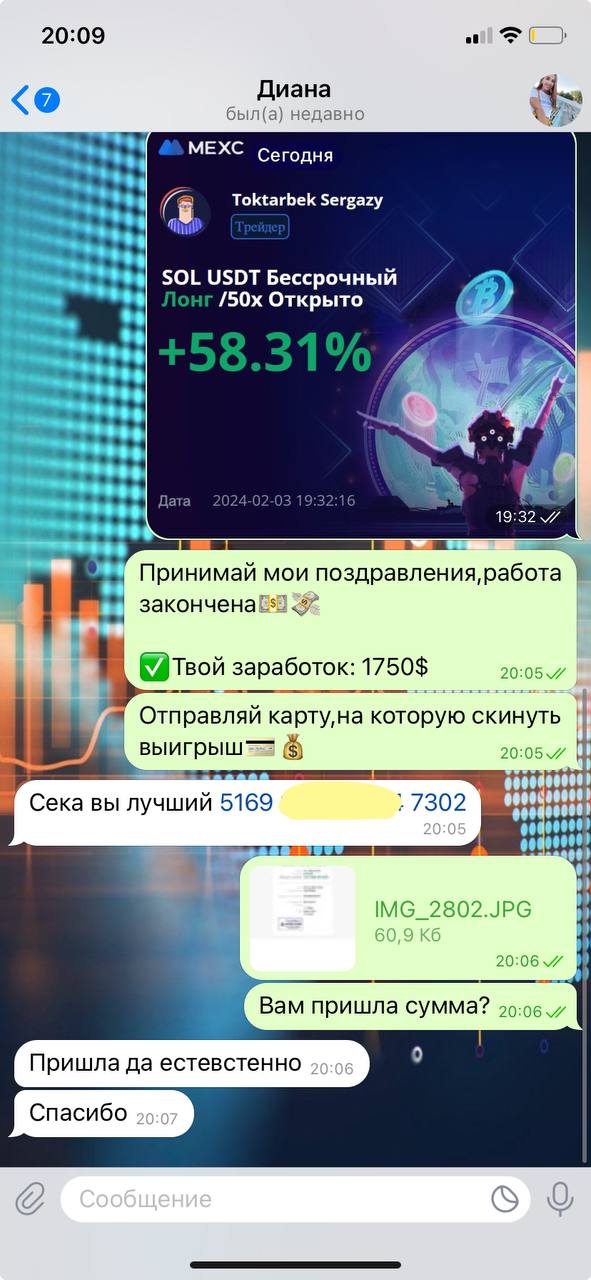 20:09
7
Диана
был(а) недавно
MEXC
Сегодня
Toktarbek Sergazy
Трейдер
SOL USDT Бессрочный
Лонг /50x Открыто
+58.31%
Дата 2024-02-03 19:32:16
19:32
Принимай мои поздравления,работа
закончена
Твой заработок: 1750$
20:05
Отправляй карту,на которую скинуть
выигрыш
20:05
Сека вы лучший 5169 7302
20:05
IMG_2802.JPG
60,9 Кб
20:06
Вам пришла сумма? 20:06
Пришла да естевстенно 20:06
Спасибо 20:07
Сообщение